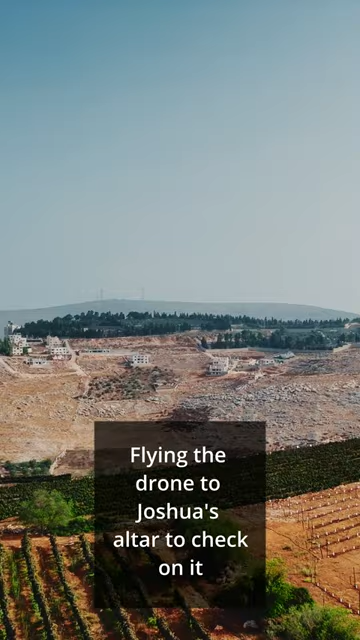 Flying the
drone to
Joshua's
altar to check
on it